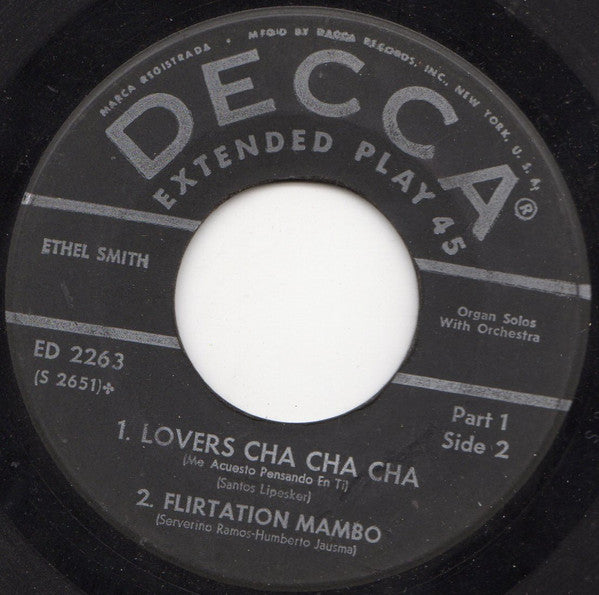 MARCA REGISTRADA • MFGD BY DECCA RECORDS, INC., NEW YORK, U. S. A.
DECCA®
EXTENDED PLAY 45
ETHEL SMITH
Organ Solos
With Orchestra
ED 2263
(S 2651)✤
Part 1
Side 2
1. LOVERS CHA CHA CHA
(Me Acuesto Pensando En Ti)
(Santos Lipesker)
2. FLIRTATION MAMBO
(Serverino Ramos-Humberto Jausma)